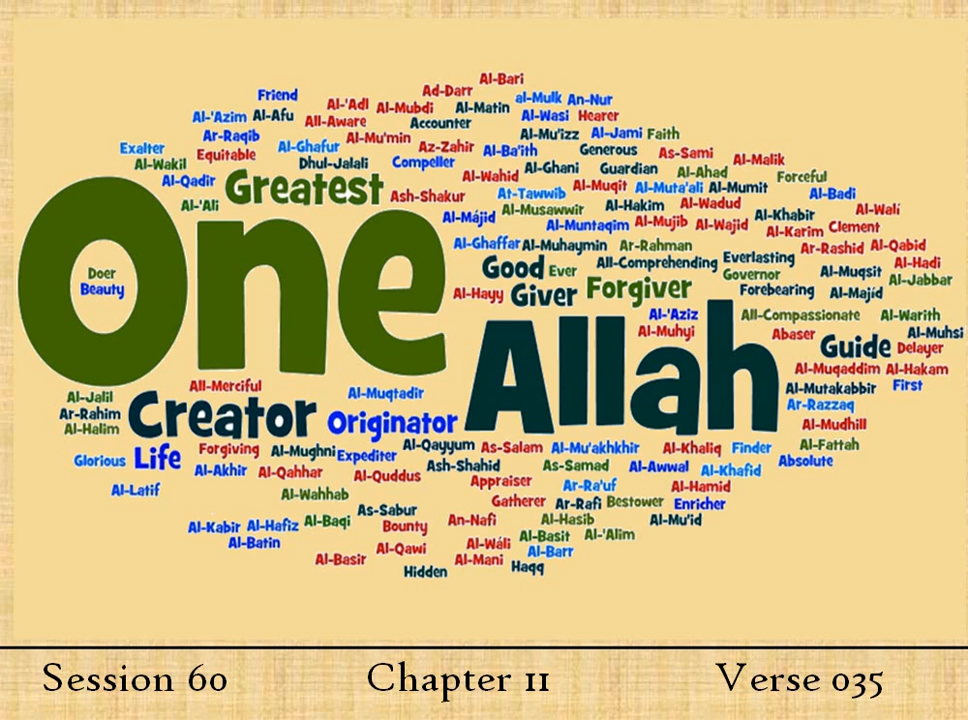 Al-Bari
Friend Ad-Darr
Al-'Adl Al-Mubdi Al-Matin al-Mulk An-Nur
Al-'Azim Al-Afu All-Aware Accounter Al-Wasi Hearer
Ar-Raqib Al-Mu'min Al-Mu'izz Al-Jami Faith
Exalter Al-Ghafur Az-Zahir Al-Ba'ith Generous As-Sami
Al-Wakil Equitable Dhul-Jalali Compeller Al-Ghani Guardian Al-Ahad Al-Malik
Al-Qadir Greatest Al-Wahid Forceful
Ash-Shakur At-Tawwib Al-Muqit Al-Muta'ali Al-Mumit Al-Badi
Al-'Ali Al-Musawwir Al-Hakim Al-Wadud
Al-Májid Al-Muntaqim Al-Mujib Al-Wajid Al-Khabir Al-Walí
Al-Karim Clement
One
Al-Ghaffar Al-Muhaymin Ar-Rahman Ar-Rashid Al-Qabid
All-Comprehending Everlasting Al-Hadi
Doer Good Ever Governor Al-Muqsit Al-Jabbar
Beauty Al-Hayy Giver Forgiver Forebearing Al-Majíd
Al-'Aziz All-Compassionate Al-Warith
Al-Muhyi Abaser Al-Muhsi
Allah
Guide Delayer
Al-Muqaddim Al-Hakam
All-Merciful Al-Mutakabbir First
Al-Jalil Al-Muqtadir
Ar-Rahim Creator Originator Ar-Razzaq
Al-Halim Al-Mudhill
Forgiving Al-Mughni Expediter Al-Qayyum As-Salam Al-Mu'akhkhir Al-Khaliq Finder Al-Fattah
Glorious Life Al-Akhir Al-Qahhar Al-Quddus Ash-Shahid As-Samad Al-Awwal Al-Khafid Absolute
Al-Latif Al-Wahhab Appraiser Ar-Ra'uf Al-Hamid
Gatherer Ar-Rafi Bestower Enricher
As-Sabur
Al-Kabir Al-Hafiz Al-Baqi Bounty An-Nafi Al-Hasib Al-Mu'id
Al-Batin Al-Wáli Al-Basit Al-'Alim
Al-Basir Al-Qawi Al-Mani Al-Barr
Hidden Haqq
Session 60 Chapter 11 Verse 035